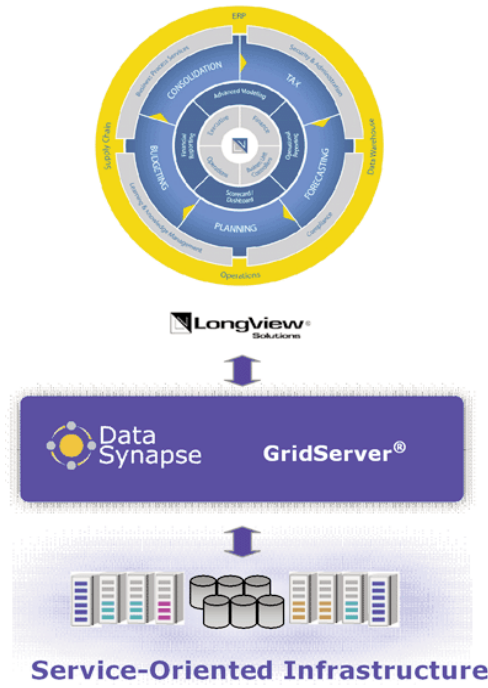 ERP
Business Process Services
Security & Administration
CONSOLIDATION
TAX
Advanced Modeling
Supply Chain
Financial Reporting
Executive
Finance
Data Warehouse
BUDGETING
Operations
FORECASTING
Scorecard/
Dashboard
Learning & Knowledge Management
PLANNING
Compliance
Operations
LongView®
Solutions
Data
Synapse
GridServer®
Service-Oriented Infrastructure